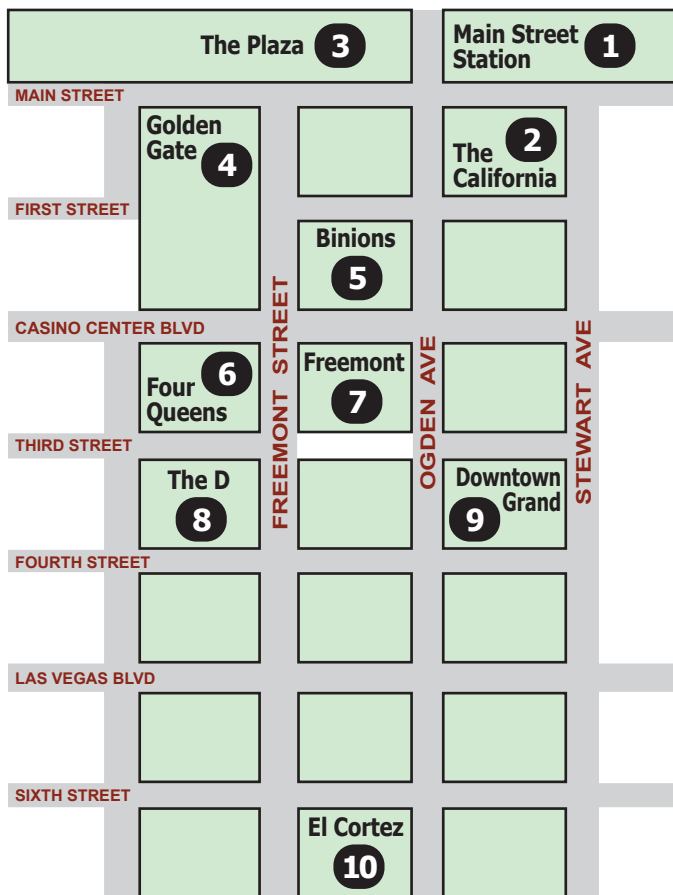 The Plaza 3
Main Street
Station 1
MAIN STREET
Golden
Gate 4
2
The
California
FIRST STREET
Binions
5
CASINO CENTER BLVD
FREEMONT STREET
OGDEN AVE
STEWART AVE
6
Four
Queens
Freemont
7
THIRD STREET
The D
8
Downtown
Grand
9
FOURTH STREET
LAS VEGAS BLVD
SIXTH STREET
El Cortez
10